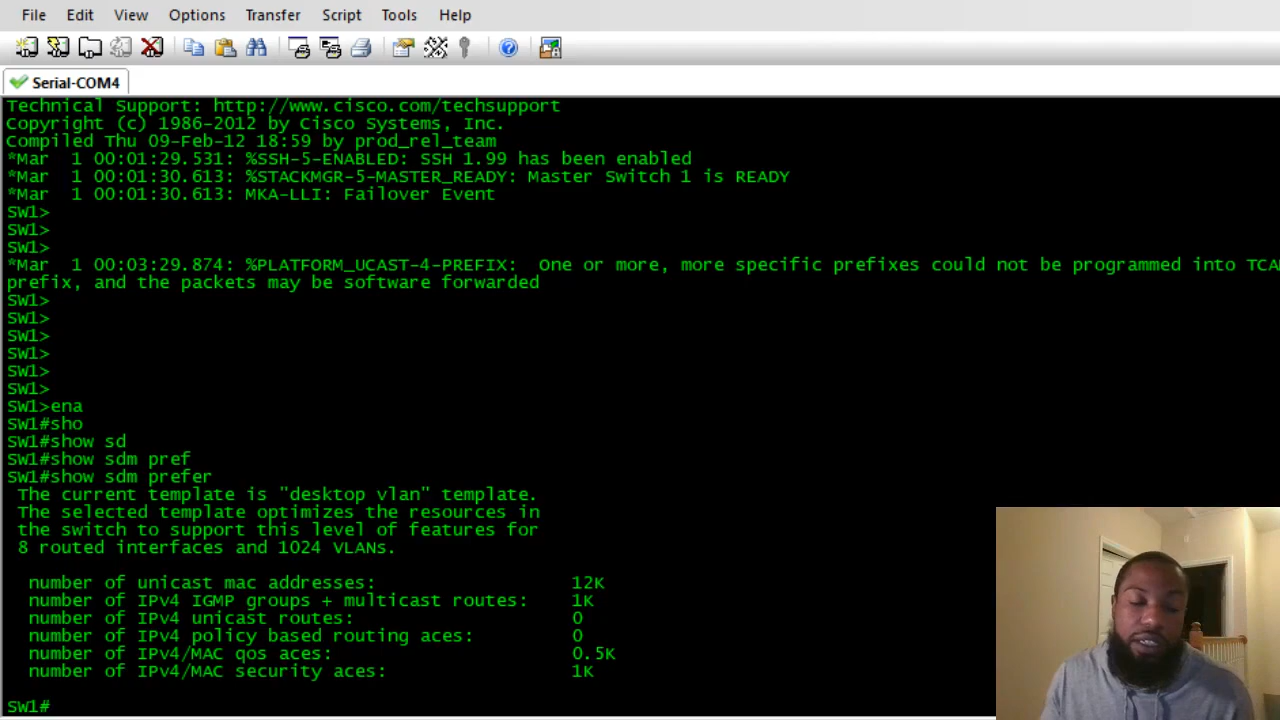 File Edit View Options Transfer Script Tools Help
Serial-COM4
Technical Support: http://www.cisco.com/techsupport
Copyright (c) 1986-2012 by Cisco Systems, Inc.
Compiled Thu 09-Feb-12 18:59 by prod_rel_team
*Mar  1 00:01:29.531: %SSH-5-ENABLED: SSH 1.99 has been enabled
*Mar  1 00:01:30.613: %STACKMGR-5-MASTER_READY: Master Switch 1 is READY
*Mar  1 00:01:30.613: MKA-LLI: Failover Event
SW1>
SW1>
SW1>
*Mar  1 00:03:29.874: %PLATFORM_UCAST-4-PREFIX:  One or more, more specific prefixes could not be programmed into TCA
prefix, and the packets may be software forwarded
SW1>
SW1>
SW1>
SW1>
SW1>
SW1>
SW1>ena
SW1#sho
SW1#show sd
SW1#show sdm pref
SW1#show sdm prefer
The current template is "desktop vlan" template.
The selected template optimizes the resources in
the switch to support this level of features for
8 routed interfaces and 1024 VLANs.
number of unicast mac addresses: 12K
number of IPv4 IGMP groups + multicast routes: 1K
number of IPv4 unicast routes: 0
number of IPv4 policy based routing aces: 0
number of IPv4/MAC qos aces: 0.5K
number of IPv4/MAC security aces: 1K
SW1#